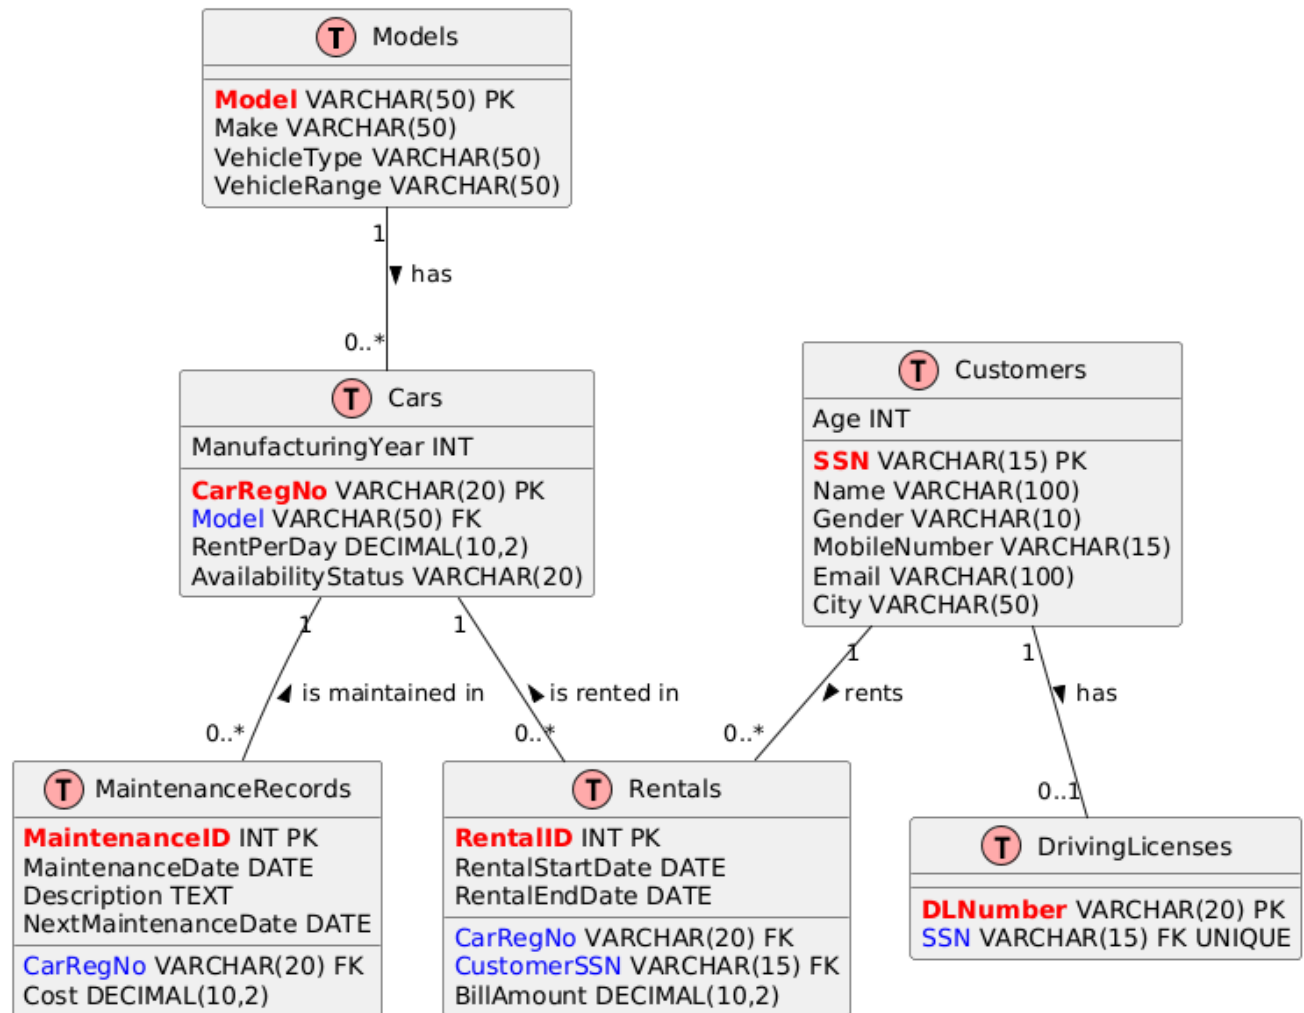 T Models
Model VARCHAR(50) PK
Make VARCHAR(50)
VehicleType VARCHAR(50)
VehicleRange VARCHAR(50)
1
has
0..*
T Cars
ManufacturingYear INT
CarRegNo VARCHAR(20) PK
Model VARCHAR(50) FK
RentPerDay DECIMAL(10,2)
AvailabilityStatus VARCHAR(20)
T Customers
Age INT
SSN VARCHAR(15) PK
Name VARCHAR(100)
Gender VARCHAR(10)
MobileNumber VARCHAR(15)
Email VARCHAR(100)
City VARCHAR(50)
1
is maintained in
0..*
1
is rented in
0..*
1
rents
0..*
1
has
0..1
T MaintenanceRecords
MaintenanceID INT PK
MaintenanceDate DATE
Description TEXT
NextMaintenanceDate DATE
CarRegNo VARCHAR(20) FK
Cost DECIMAL(10,2)
T Rentals
RentalID INT PK
RentalStartDate DATE
RentalEndDate DATE
CarRegNo VARCHAR(20) FK
CustomerSSN VARCHAR(15) FK
BillAmount DECIMAL(10,2)
T DrivingLicenses
DLNumber VARCHAR(20) PK
SSN VARCHAR(15) FK UNIQUE